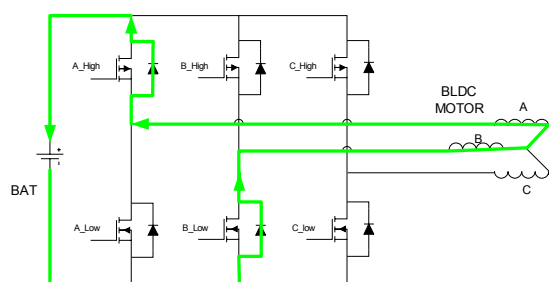 A_High
B_High
C_High
BLDC
MOTOR
A
B
+
-
BAT
C
A_Low
B_Low
C_low